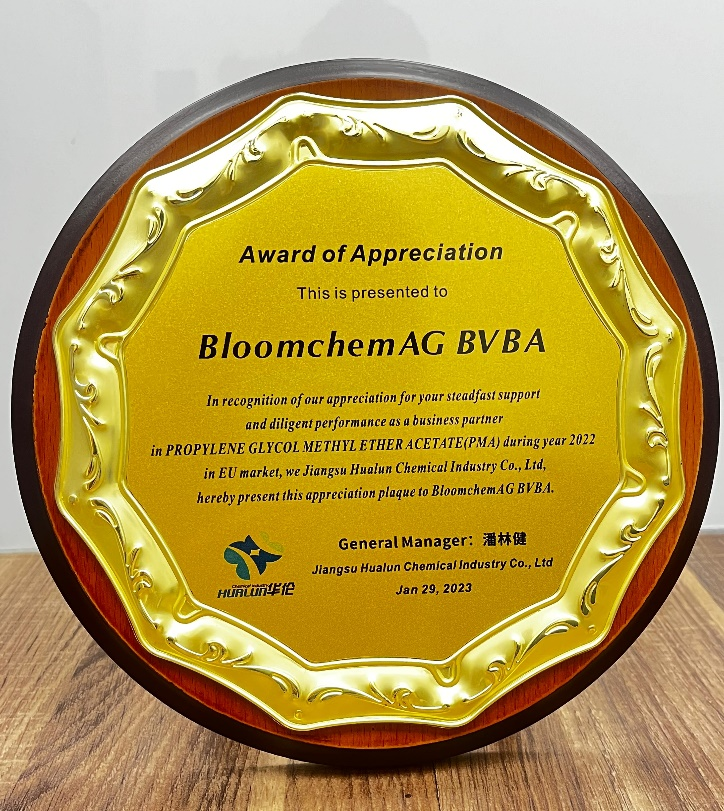 Award of Appreciation
This is presented to
BloomchemAG BVBA
In recognition of our appreciation for your steadfast support
and diligent performance as a business partner
in PROPYLENE GLYCOL METHYL ETHER ACETATE(PMA) during year 2022
in EU market, we Jiangsu Hualun Chemical Industry Co., Ltd,
hereby present this appreciation plaque to BloomchemAG BVBA.
General Manager: 潘林健
Jiangsu Hualun Chemical Industry Co., Ltd
Jan 29, 2023
Chemical Industry
HUALUN华伦